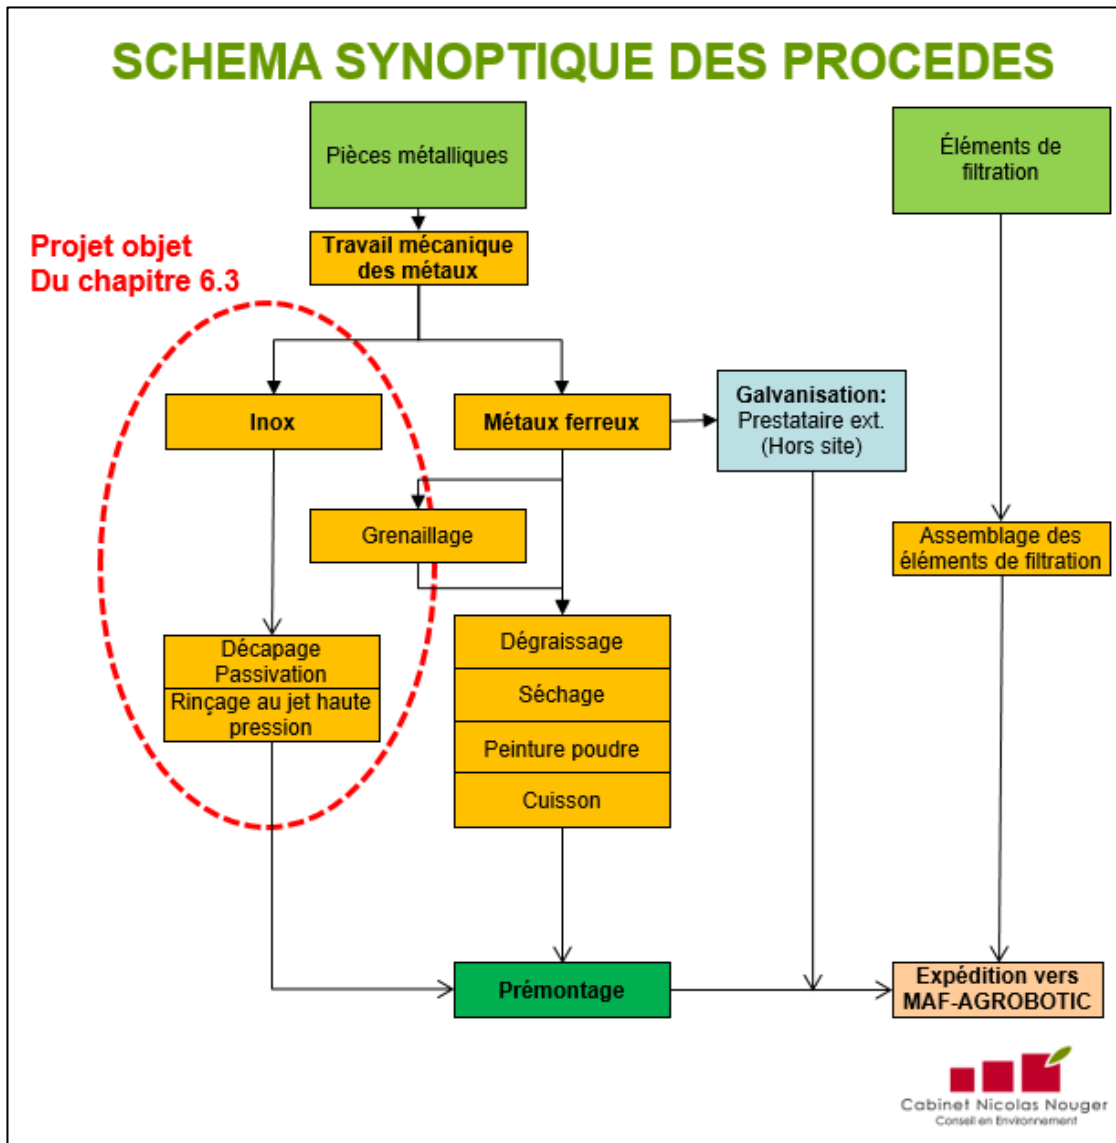 SCHEMA SYNOPTIQUE DES PROCEDES
Pièces métalliques
Éléments de
filtration
Projet objet
Du chapitre 6.3
Travail mécanique
des métaux
Inox
Métaux ferreux
Galvanisation:
Prestataire ext.
(Hors site)
Grenaillage
Assemblage des
éléments de filtration
Décapage
Passivation
Rinçage au jet haute
pression
Dégraissage
Séchage
Peinture poudre
Cuisson
Prémontage
Expédition vers
MAF-AGROBOTIC
Cabinet Nicolas Nouger
Conseil en Environnement